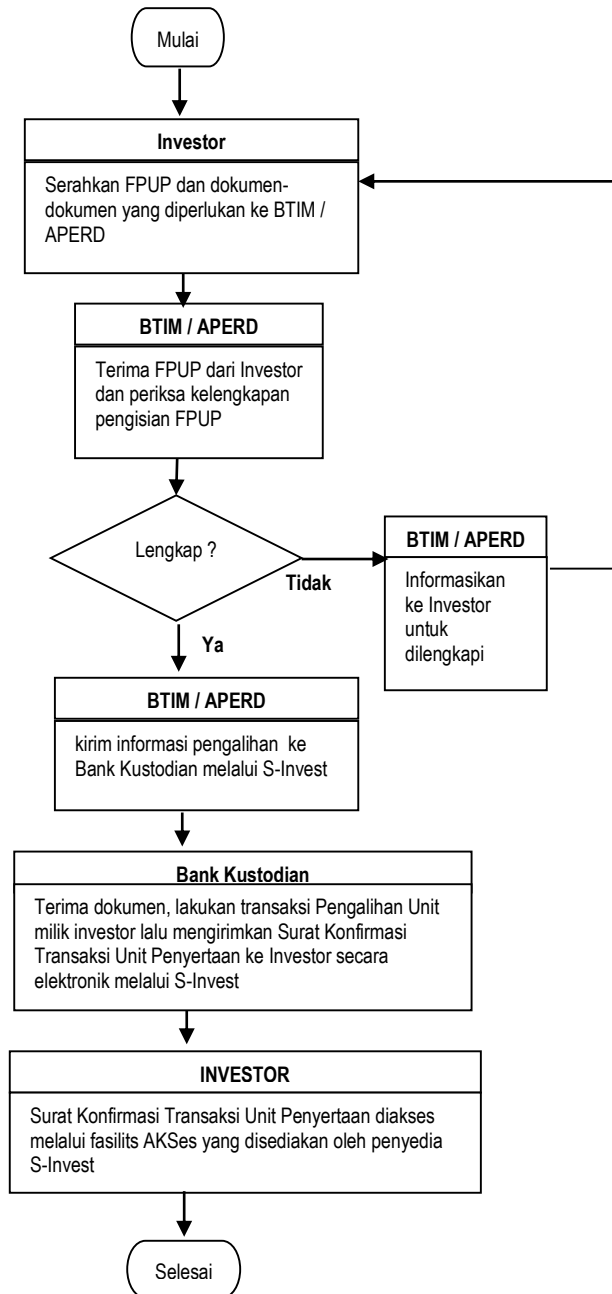 Mulai
Investor
Serahkan FPUP dan dokumen-
dokumen yang diperlukan ke BTIM /
APERD
BTIM / APERD
Terima FPUP dari Investor
dan periksa kelengkapan
pengisian FPUP
Lengkap ?
Tidak
BTIM / APERD
Informasikan
ke Investor
untuk
dilengkapi
Ya
BTIM / APERD
kirim informasi pengalihan ke
Bank Kustodian melalui S-Invest
Bank Kustodian
Terima dokumen, lakukan transaksi Pengalihan Unit
milik investor lalu mengirimkan Surat Konfirmasi
Transaksi Unit Penyertaan ke Investor secara
elektronik melalui S-Invest
INVESTOR
Surat Konfirmasi Transaksi Unit Penyertaan diakses
melalui fasilits AKSes yang disediakan oleh penyedia
S-Invest
Selesai